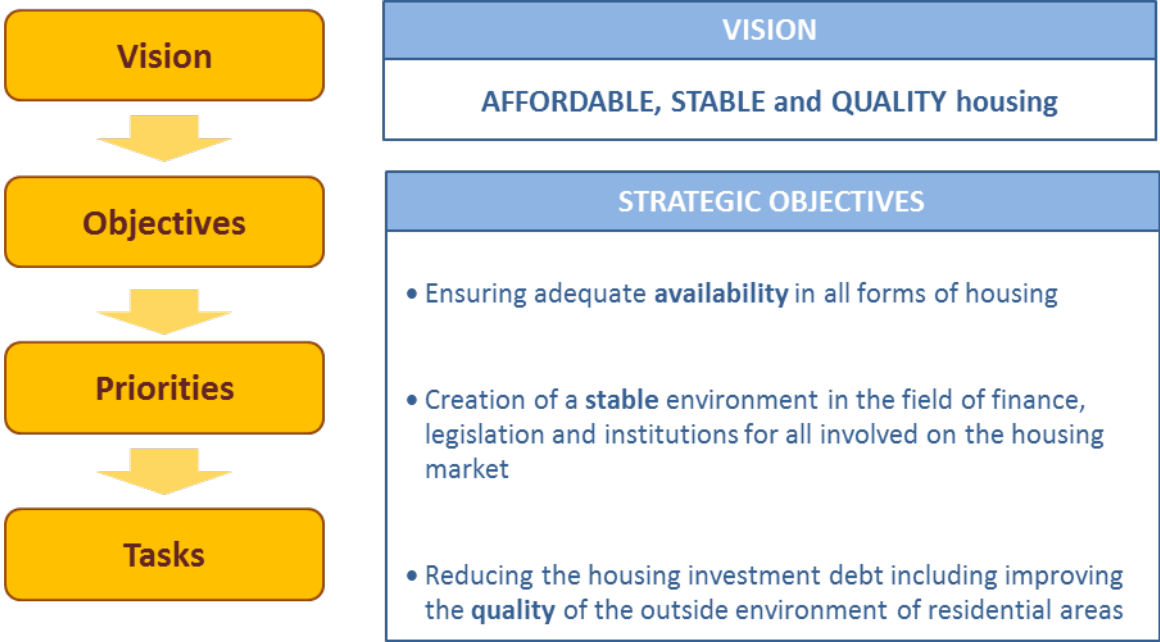 Vision
Objectives
Priorities
Tasks
VISION
AFFORDABLE, STABLE and QUALITY housing
STRATEGIC OBJECTIVES
• Ensuring adequate availability in all forms of housing
• Creation of a stable environment in the field of finance,
legislation and institutions for all involved on the housing
market
• Reducing the housing investment debt including improving
the quality of the outside environment of residential areas